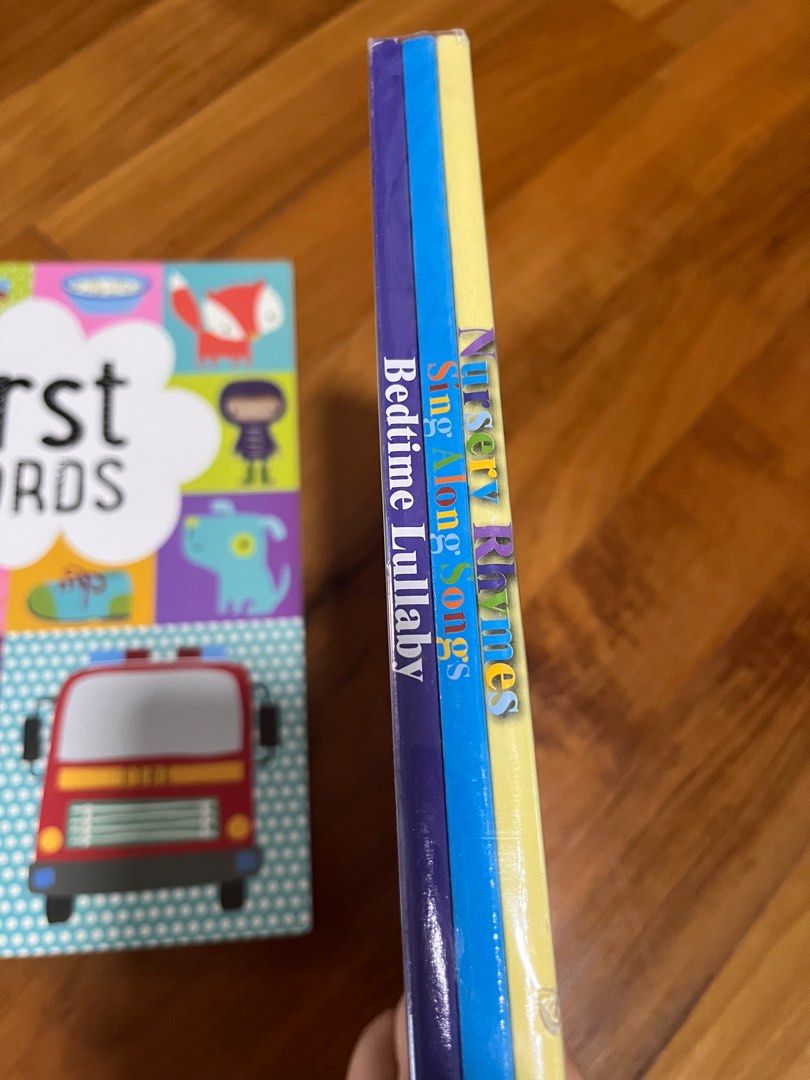 rst
ORDS
Bedtime Lullaby
Sing Along Songs
Nursery Rhymes